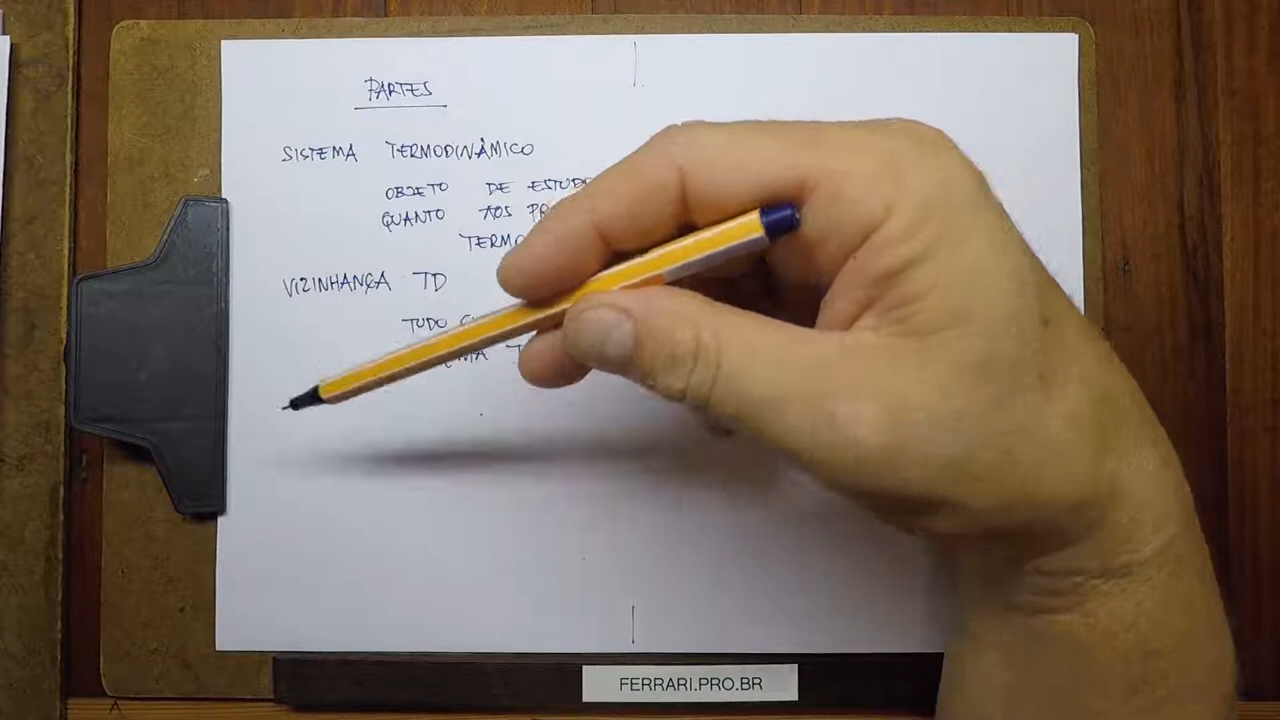 PARTES
SISTEMA TERMODINÂMICO
OBJETO DE ESTUDO
QUANTO AOS
VIZINHANÇA TD
TUDO
FERRARI.PRO.BR